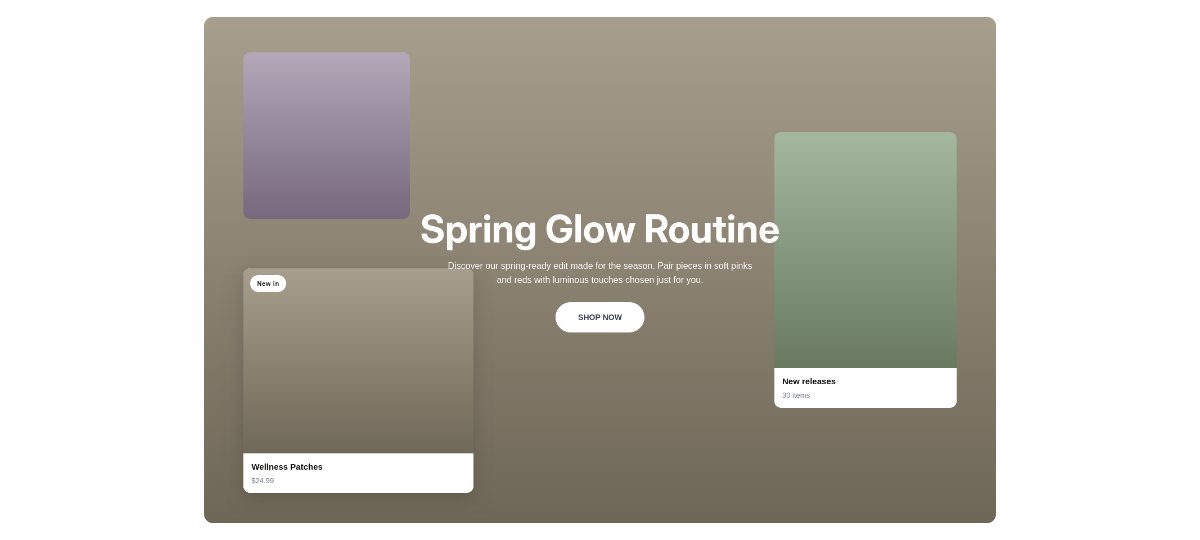 Spring Glow Routine
Discover our spring-ready edit made for the season. Pair pieces in soft pinks
and reds with luminous touches chosen just for you.
SHOP NOW
New in
Wellness Patches
$24.99
New releases
30 items